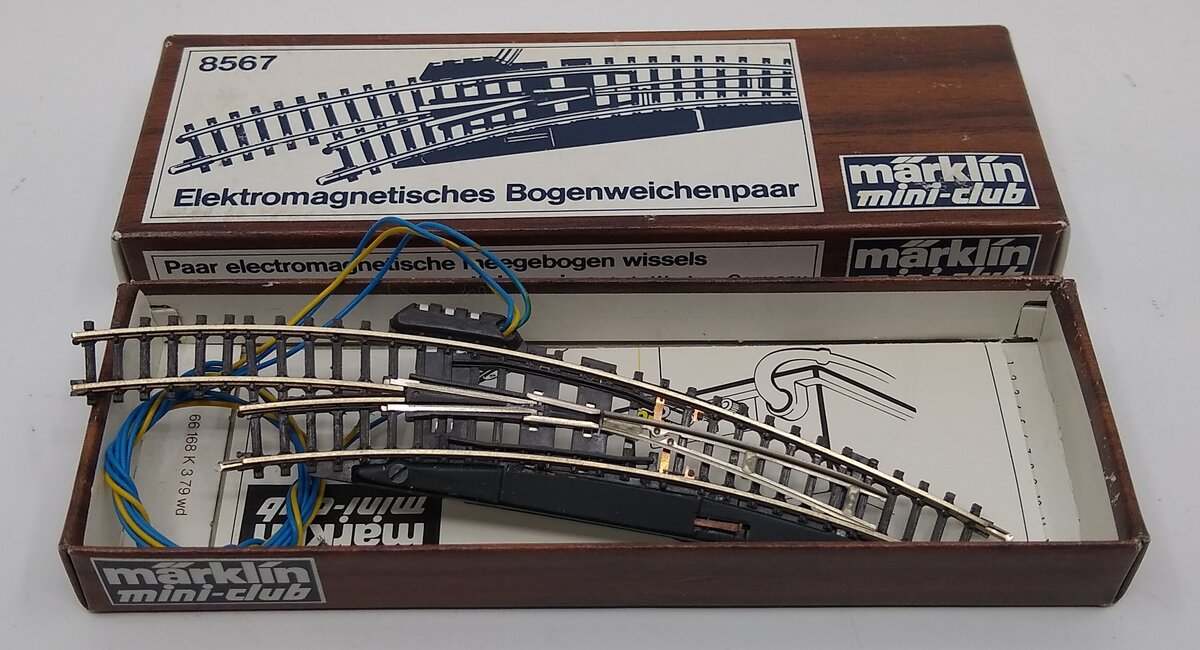 8567
Elektromagnetisches Bogenweichenpaar
märklin
mini-club
Paar electromagnetische meegebogen wissels
märklin
66 168 K 3 79 wd
märklin
mini-club
märklin
mini-club